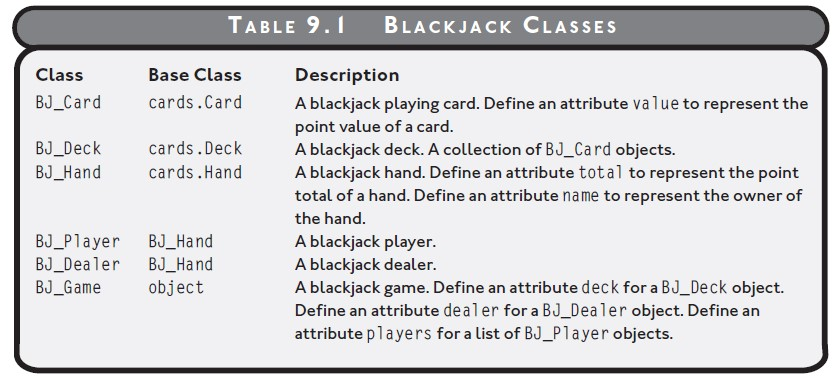 TABLE 9.1 BLACKJACK CLASSES
Class Base Class Description
BJ_Card cards.Card A blackjack playing card. Define an attribute value to represent the
point value of a card.
BJ_Deck cards.Deck A blackjack deck. A collection of BJ_Card objects.
BJ_Hand cards.Hand A blackjack hand. Define an attribute total to represent the point
total of a hand. Define an attribute name to represent the owner of
the hand.
BJ_Player BJ_Hand A blackjack player.
BJ_Dealer BJ_Hand A blackjack dealer.
BJ_Game object A blackjack game. Define an attribute deck for a BJ_Deck object.
Define an attribute dealer for a BJ_Dealer object. Define an
attribute players for a list of BJ_Player objects.